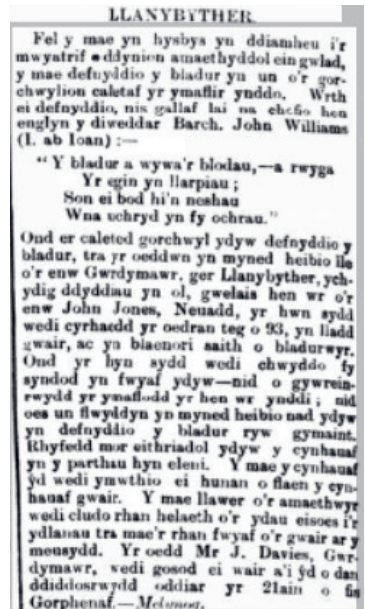 LLANYBYTHER.
Fel y mae yn hysbys yn ddiamheu i'r
mwyafrif o ddynion amaethyddol ein gwlad,
y mae defnyddio y bladur yn un o'r gor-
chwylion caletaf yr ymaflir ynddo. Wrth
ei defnyddio, nis gallaf lai na chofio hen
englyn y diweddar Barch. John Williams
(I. ab Ioan) :—
" Y bladur a wywa'r blodau,—a rwyga
Yr egin yn llarpiau ;
Son ei bod hi'n neshau
Wna uchryd yn fy ochrau."
Ond er caleted gorchwyl ydyw defnyddio y
bladur, tra yr oeddwn yn myned heibio lle
o'r enw Gwrdymawr, ger Llanybyther, ych-
ydig ddyddiau yn ol, gwelais hen wr o'r
enw John Jones, Neuadd, yr hwn sydd
wedi cyrhaedd yr oedran teg o 93, yn lladd
gwair, ac yn blaenori saith o bladurwyr.
Ond yr hyn sydd wedi chwyddo fy
syndod yn fwyaf ydyw—nid o gywrein-
rwydd yr ymaflodd yr hen wr ynddi ; nid
oes un flwyddyn yn myned heibio nad ydyw
yn defnyddio y bladur ryw gymaint.
Rhyfedd mor eithriadol ydyw y cynhauaf
yn y parthau hyn eleni. Y mae y cynhauaf
ŷd wedi ymwthio ei hunan o flaen y cyn-
hauaf gwair. Y mae llawer o'r amaethwyr
wedi cludo rhan helaeth o'r ydau eisoes i'r
ydlanau tra mae'r rhan fwyaf o'r gwair ar y
meusydd. Yr oedd Mr J. Davies, Gwr-
dymawr, wedi gosod ei wair a'i ŷd o dan
ddiddosrwydd oddiar yr 21ain o fis
Gorphenaf.—